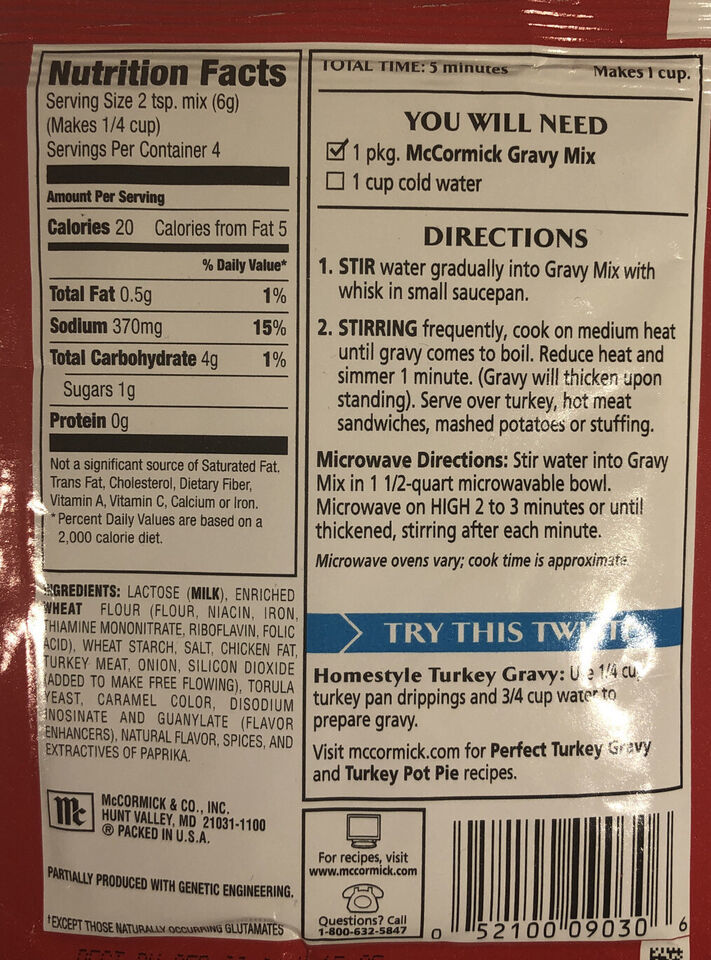 Nutrition Facts
Serving Size 2 tsp. mix (6g)
(Makes 1/4 cup)
Servings Per Container 4
Amount Per Serving
Calories 20 Calories from Fat 5
% Daily Value*
Total Fat 0.5g 1%
Sodium 370mg 15%
Total Carbohydrate 4g 1%
Sugars 1g
Protein 0g
Not a significant source of Saturated Fat,
Trans Fat, Cholesterol, Dietary Fiber,
Vitamin A, Vitamin C, Calcium or Iron.
*Percent Daily Values are based on a
2,000 calorie diet.
INGREDIENTS: LACTOSE (MILK), ENRICHED
WHEAT FLOUR (FLOUR, NIACIN, IRON,
THIAMINE MONONITRATE, RIBOFLAVIN, FOLIC
ACID), WHEAT STARCH, SALT, CHICKEN FAT,
TURKEY MEAT, ONION, SILICON DIOXIDE
(ADDED TO MAKE FREE FLOWING), TORULA
YEAST, CARAMEL COLOR, DISODIUM
INOSINATE AND GUANYLATE (FLAVOR
ENHANCERS), NATURAL FLAVOR, SPICES, AND
EXTRACTIVES OF PAPRIKA.
Mc
McCORMICK & CO., INC.
HUNT VALLEY, MD 21031-1100
® PACKED IN U.S.A.
PARTIALLY PRODUCED WITH GENETIC ENGINEERING.
†EXCEPT THOSE NATURALLY OCCURRING GLUTAMATES
TOTAL TIME: 5 minutes Makes 1 cup.
YOU WILL NEED
1 pkg. McCormick Gravy Mix
1 cup cold water
DIRECTIONS
1. STIR water gradually into Gravy Mix with
whisk in small saucepan.
2. STIRRING frequently, cook on medium heat
until gravy comes to boil. Reduce heat and
simmer 1 minute. (Gravy will thicken upon
standing). Serve over turkey, hot meat
sandwiches, mashed potatoes or stuffing.
Microwave Directions: Stir water into Gravy
Mix in 1 1/2-quart microwavable bowl.
Microwave on HIGH 2 to 3 minutes or until
thickened, stirring after each minute.
Microwave ovens vary; cook time is approximate.
TRY THIS TWIST
Homestyle Turkey Gravy: Use 1/4 cup
turkey pan drippings and 3/4 cup water to
prepare gravy.
Visit mccormick.com for Perfect Turkey Gravy
and Turkey Pot Pie recipes.
For recipes, visit
www.mccormick.com
Questions? Call
1-800-632-5847
0 52100 09030 6